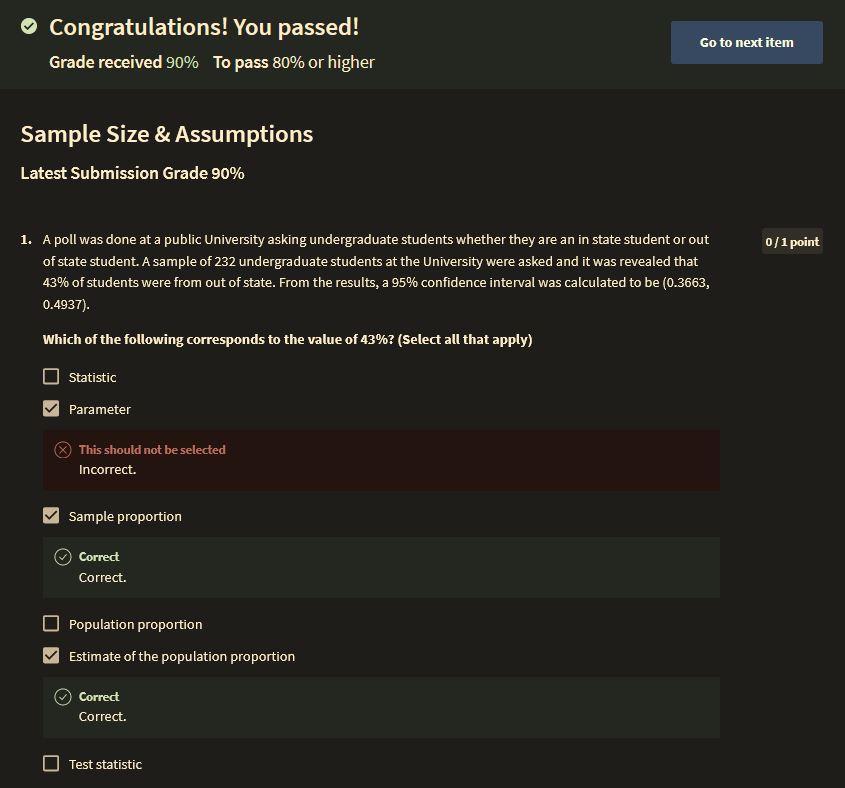 Congratulations! You passed!
Grade received 90% To pass 80% or higher
Go to next item
Sample Size & Assumptions
Latest Submission Grade 90%
1. A poll was done at a public University asking undergraduate students whether they are an in state student or out
of state student. A sample of 232 undergraduate students at the University were asked and it was revealed that
43% of students were from out of state. From the results, a 95% confidence interval was calculated to be (0.3663,
0.4937).
0 / 1 point
Which of the following corresponds to the value of 43%? (Select all that apply)
Statistic
Parameter
This should not be selected
Incorrect.
Sample proportion
Correct
Correct.
Population proportion
Estimate of the population proportion
Correct
Correct.
Test statistic